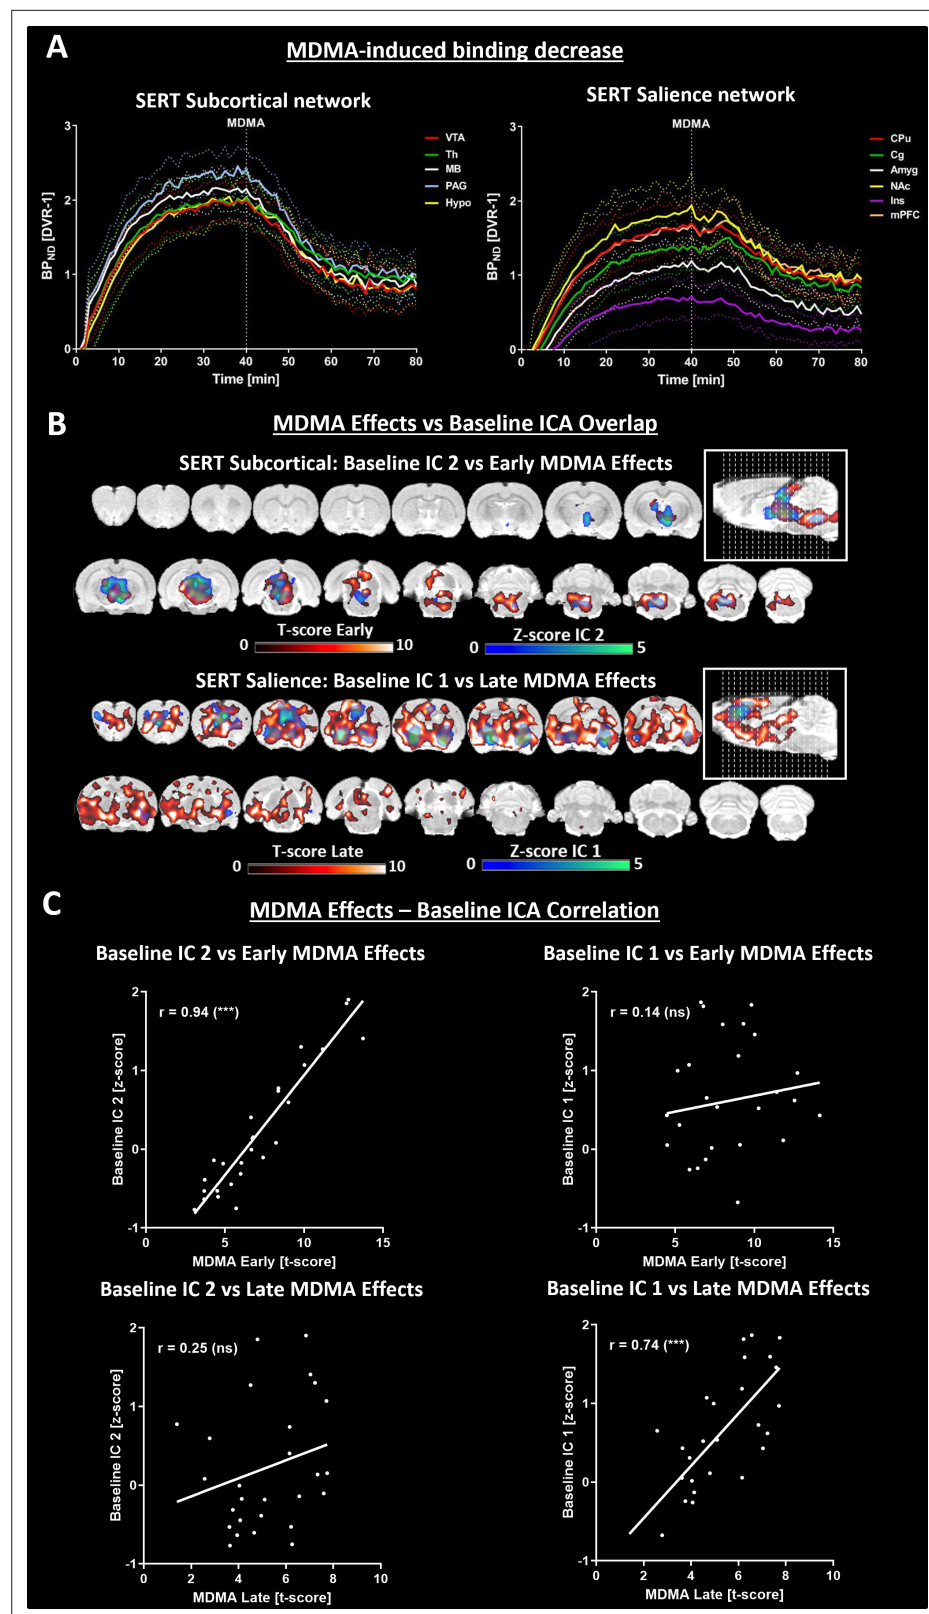 A
MDMA-induced binding decrease
SERT Subcortical network
SERT Salience network
MDMA
MDMA
3
2
1
0
BPND [DVR-1]
0 10 20 30 40 50 60 70 80
Time [min]
VTA
Th
MB
PAG
Hypo
3
2
1
0
BPND [DVR-1]
0 10 20 30 40 50 60 70 80
Time [min]
CPu
Cg
Amyg
NAc
Ins
mPFC
B
MDMA Effects vs Baseline ICA Overlap
SERT Subcortical: Baseline IC 2 vs Early MDMA Effects
0 T-score Early 10
0 Z-score IC 2 5
SERT Salience: Baseline IC 1 vs Late MDMA Effects
0 T-score Late 10
0 Z-score IC 1 5
C
MDMA Effects – Baseline ICA Correlation
Baseline IC 2 vs Early MDMA Effects
r = 0.94 (***)
2
1
0
-1
Baseline IC 2 [z-score]
0 5 10 15
MDMA Early [t-score]
Baseline IC 1 vs Early MDMA Effects
r = 0.14 (ns)
2
1
0
-1
Baseline IC 1 [z-score]
0 5 10 15
MDMA Early [t-score]
Baseline IC 2 vs Late MDMA Effects
r = 0.25 (ns)
2
1
0
-1
Baseline IC 2 [z-score]
0 2 4 6 8 10
MDMA Late [t-score]
Baseline IC 1 vs Late MDMA Effects
r = 0.74 (***)
2
1
0
-1
Baseline IC 1 [z-score]
0 2 4 6 8 10
MDMA Late [t-score]